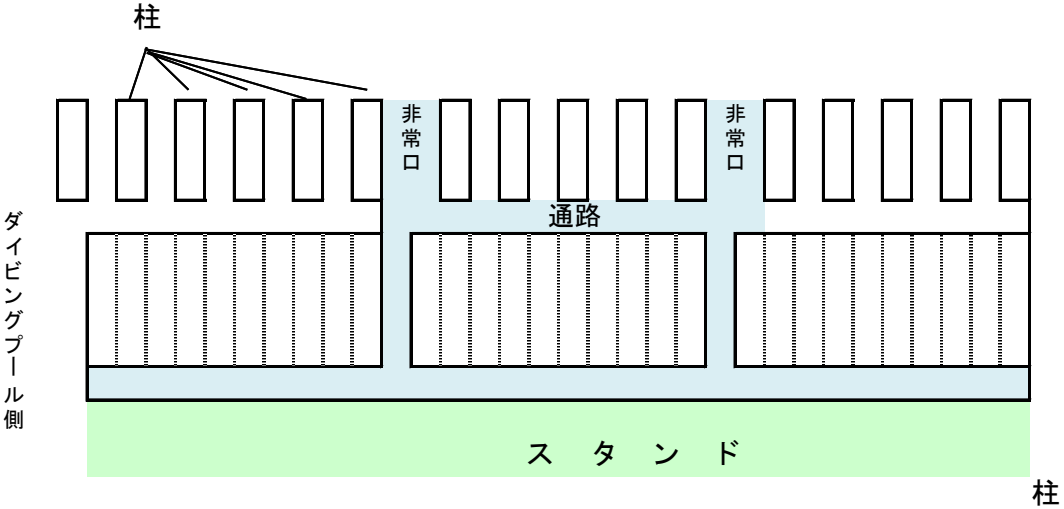 柱
非常口
非常口
通路
ダイビングプール側
スタンド
柱